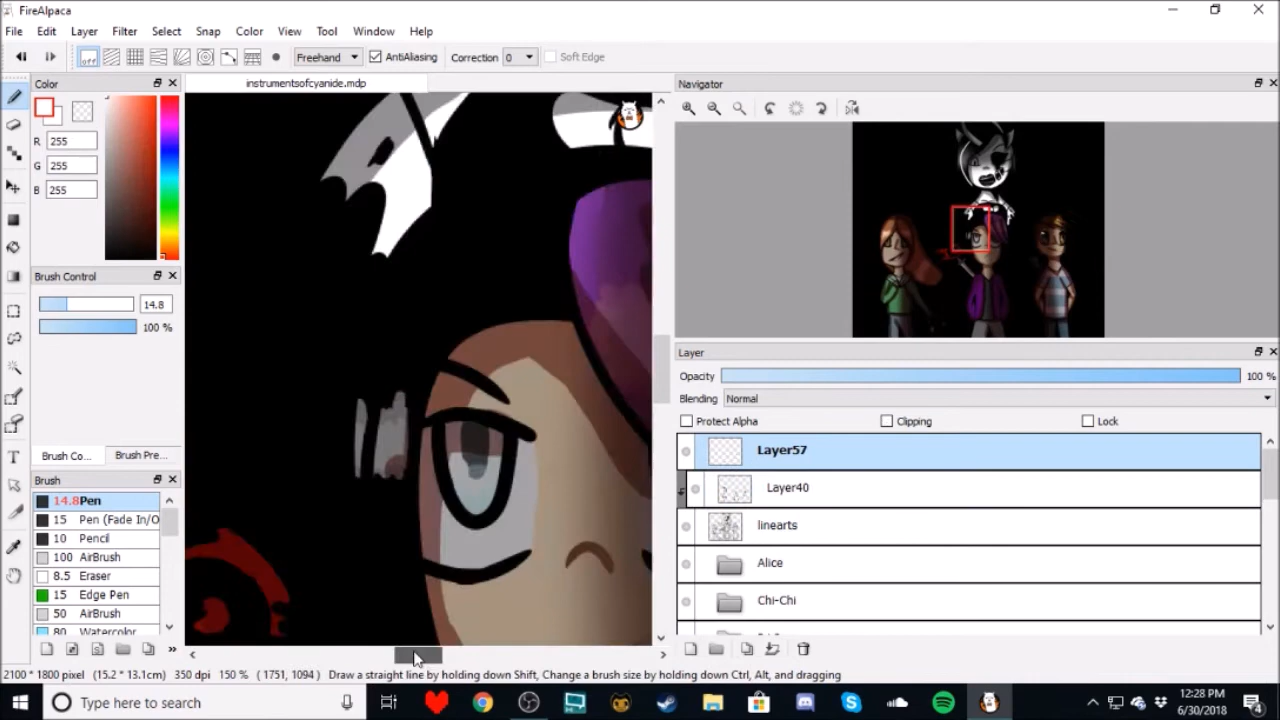 FireAlpaca
File Edit Layer Filter Select Snap Color View Tool Window Help
off Freehand AntiAliasing Correction 0 Soft Edge
Color
instrumentsofcyanide.mdp
Navigator
R 255
G 255
B 255
Brush Control
14.8
100 %
Layer
Opacity 100 %
Blending Normal
Protect Alpha Clipping Lock
Layer57
Layer40
linearts
Alice
Chi-Chi
Brush Co... Brush Pre...
Brush
14.8 Pen
15 Pen (Fade In/O
10 Pencil
100 AirBrush
8.5 Eraser
15 Edge Pen
50 AirBrush
80 Watercolor
2100 * 1800 pixel (15.2 * 13.1cm) 350 dpi 150 % ( 1751, 1094 ) Draw a straight line by holding down Shift, Change a brush size by holding down Ctrl, Alt, and dragging
Type here to search
12:28 PM
6/30/2018
4